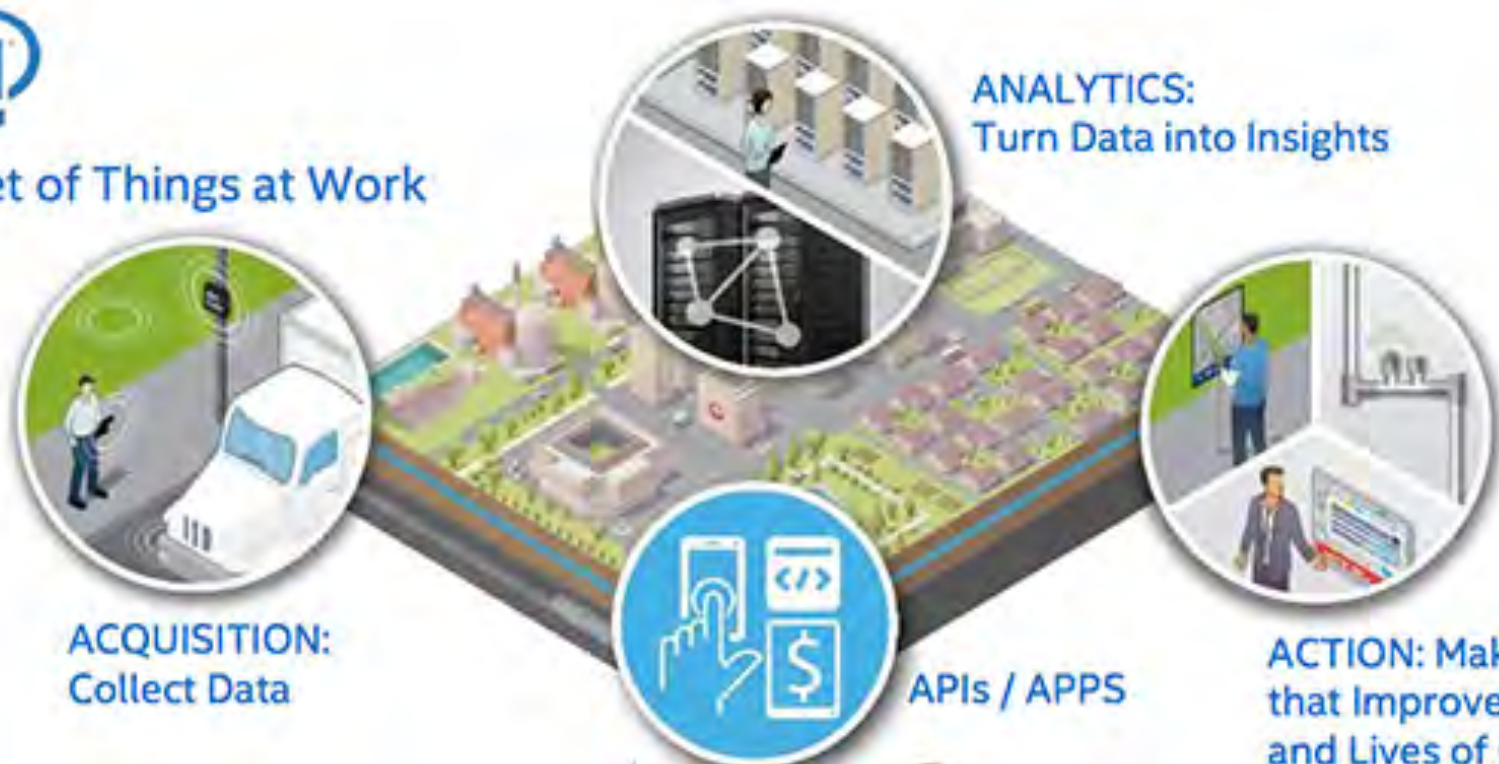 et of Things at Work
ANALYTICS:
Turn Data into Insights
ACQUISITION:
Collect Data
</>
$
APIs / APPS
ACTION: Mak
that Improve
and Lives of